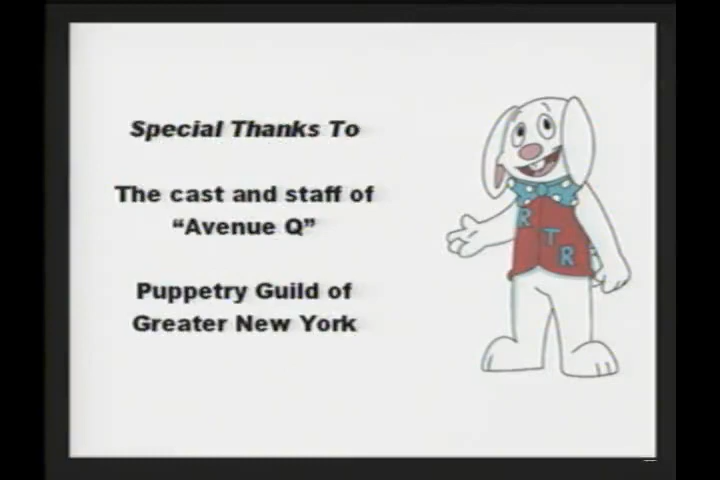 Special Thanks To
The cast and staff of
“Avenue Q”
Puppetry Guild of
Greater New York
R
T
R